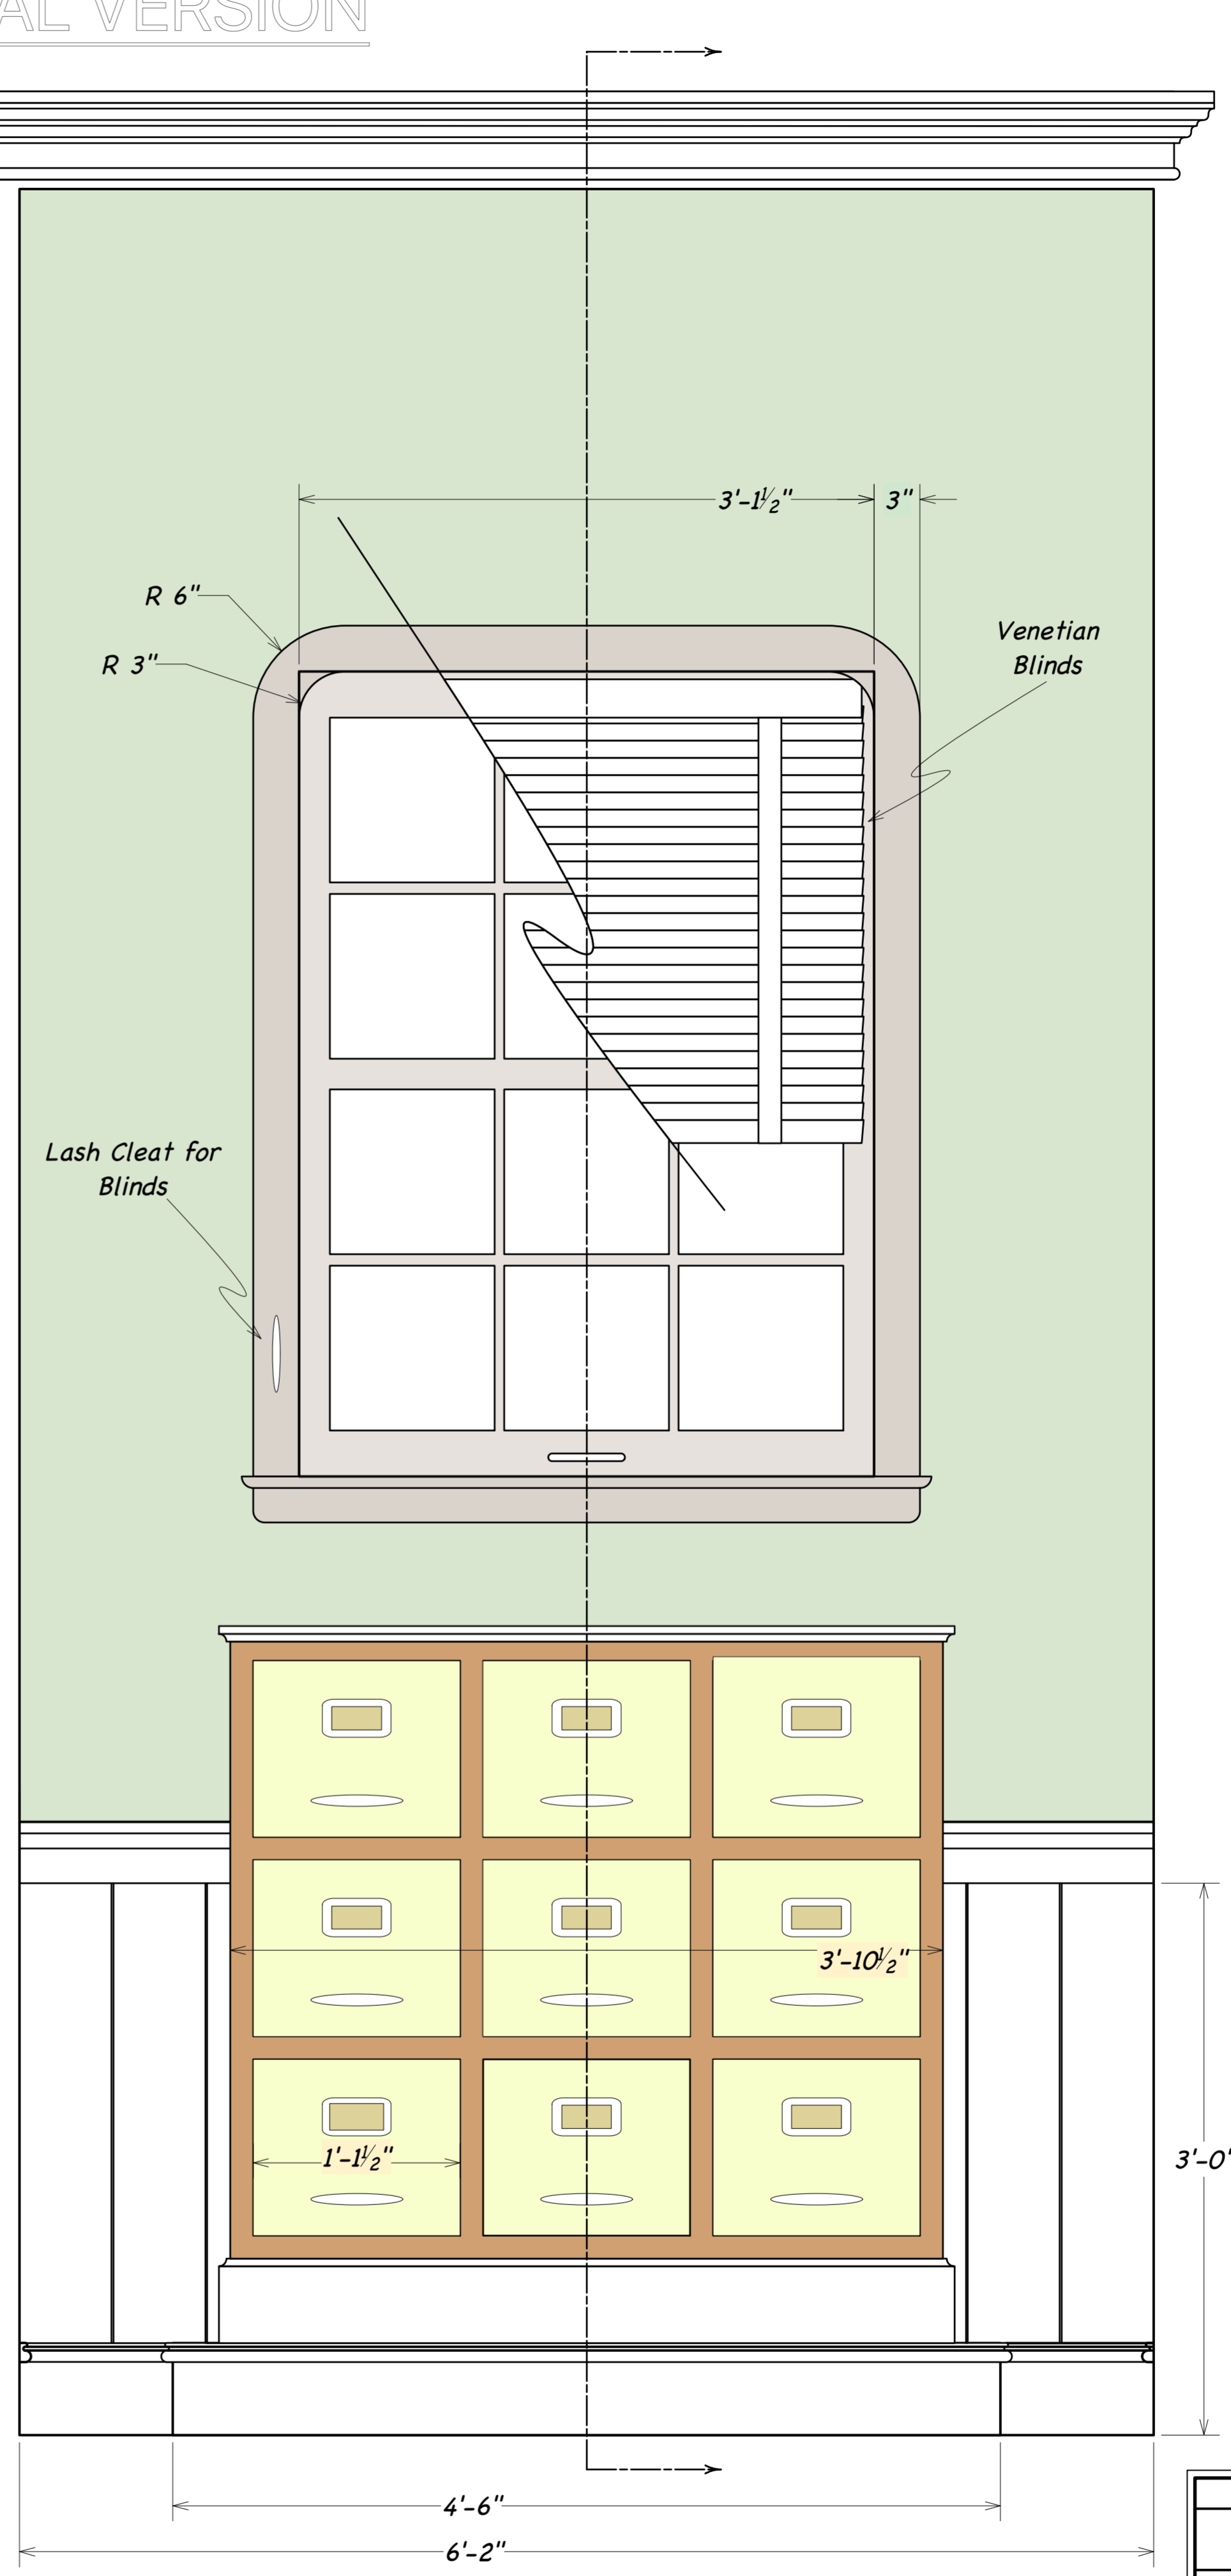 AL VERSION
3'-1½" 3"
R 6"
Venetian
Blinds
R 3"
Lash Cleat for
Blinds
3'-10½"
1'-1½"
3'-0"
4'-6"
6'-2"